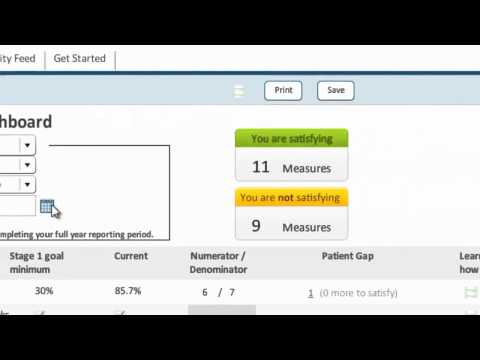 ity Feed Get Started
Print Save
hboard
You are satisfying
11 Measures
You are not satisfying
9 Measures
mpleting your full year reporting period.
Stage 1 goal minimum Current Numerator / Denominator Patient Gap Learn how
30% 85.7% 6 / 7 1 (0 more to satisfy)